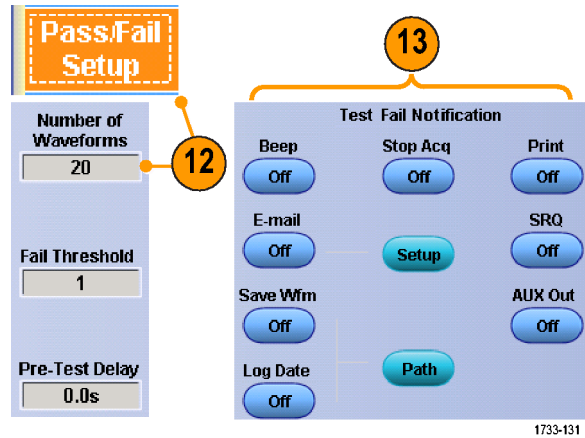 Pass/Fail
Setup
12
13
Number of
Waveforms
20
Fail Threshold
1
Pre-Test Delay
0.0s
Test Fail Notification
Beep
Stop Acq
Print
Off
Off
Off
E-mail
SRQ
Off
Setup
Off
Save Wfm
AUX Out
Off
Off
Log Date
Path
Off
1733-131